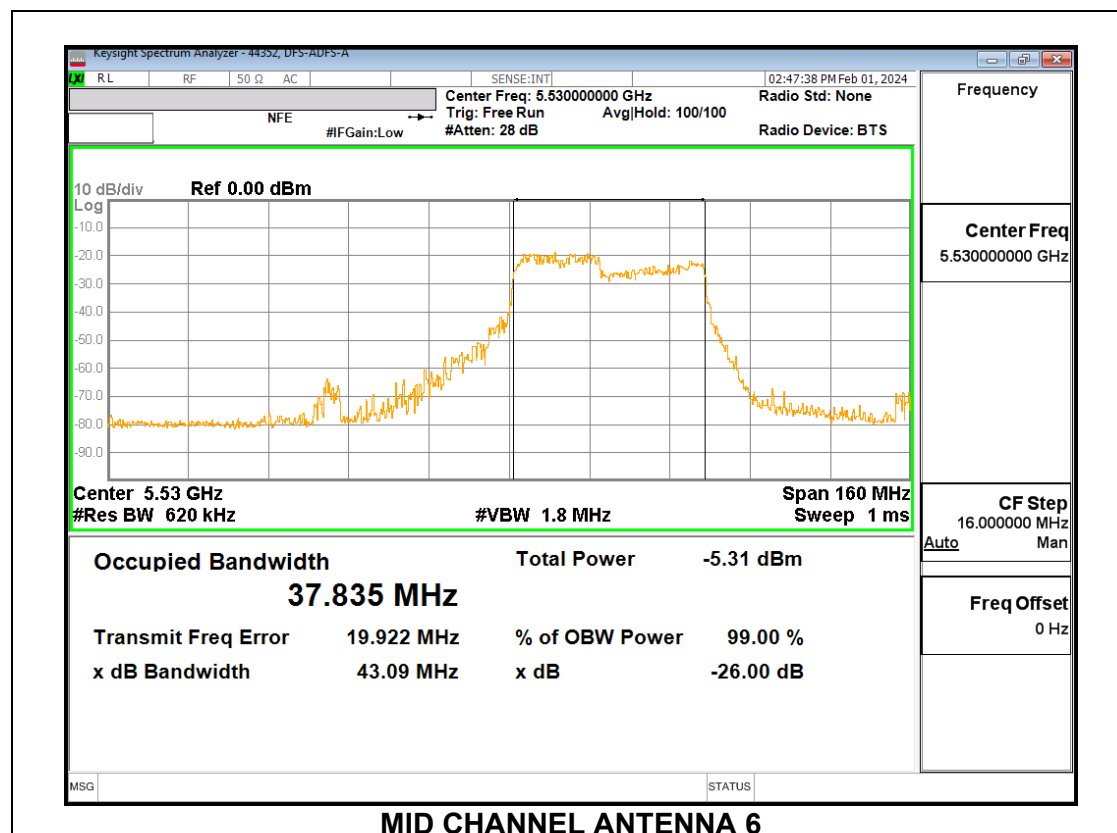 Keysight Spectrum Analyzer - 44352, DFS-ADFS-A
LXI RL RF 50 Ω AC SENSE:INT 02:47:38 PM Feb 01, 2024
Center Freq: 5.530000000 GHz Radio Std: None
NFE Trig: Free Run Avg|Hold: 100/100
#IFGain:Low #Atten: 28 dB Radio Device: BTS
10 dB/div Ref 0.00 dBm
Log
-10.0
-20.0
-30.0
-40.0
-50.0
-60.0
-70.0
-80.0
-90.0
Center 5.53 GHz Span 160 MHz
#Res BW 620 kHz #VBW 1.8 MHz Sweep 1 ms
Occupied Bandwidth Total Power -5.31 dBm
37.835 MHz
Transmit Freq Error 19.922 MHz % of OBW Power 99.00 %
x dB Bandwidth 43.09 MHz x dB -26.00 dB
MSG STATUS
Frequency
Center Freq
5.530000000 GHz
CF Step
16.000000 MHz
Auto Man
Freq Offset
0 Hz
MID CHANNEL ANTENNA 6